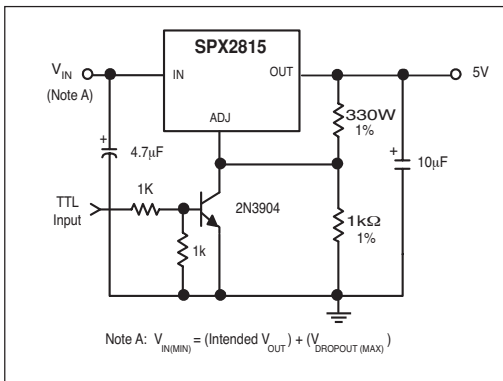 SPX2815
V_IN
(Note A)
IN
OUT
5V
ADJ
+
4.7µF
330W
1%
+
10µF
TTL
Input
1K
2N3904
1k
1kΩ
1%
Note A: V_IN(MIN) = (Intended V_OUT) + (V_DROPOUT (MAX))